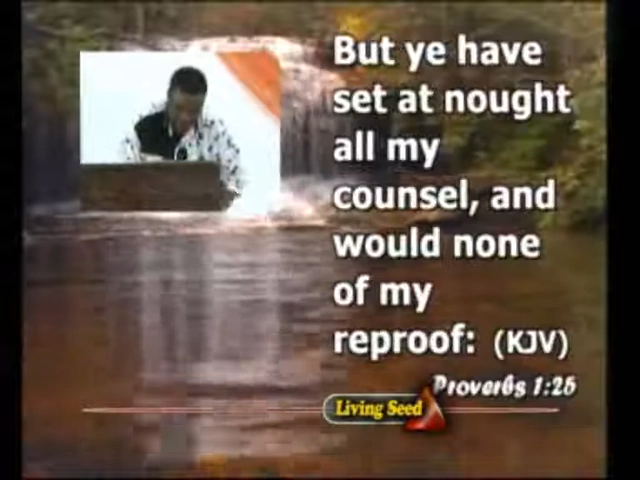 But ye have
set at nought
all my
counsel, and
would none
of my
reproof: (KJV)
Proverbs 1:25
Living Seed